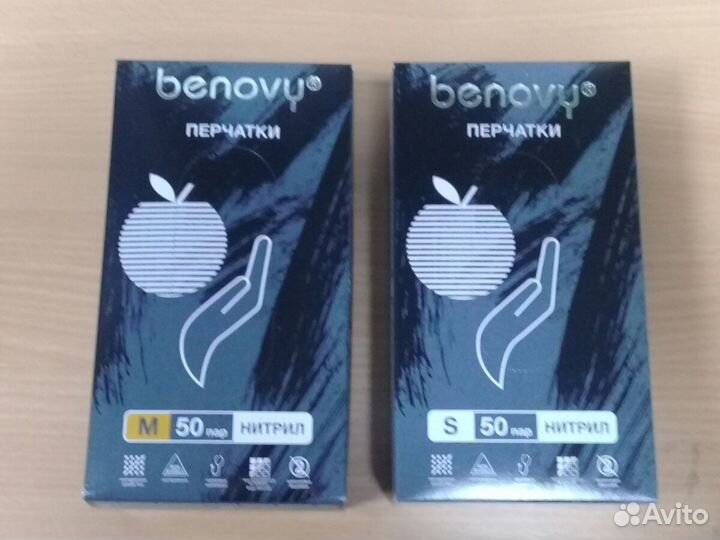 benovy®
ПЕРЧАТКИ
M 50 пар НИТРИЛ
benovy®
ПЕРЧАТКИ
S 50 пар НИТРИЛ
Avito